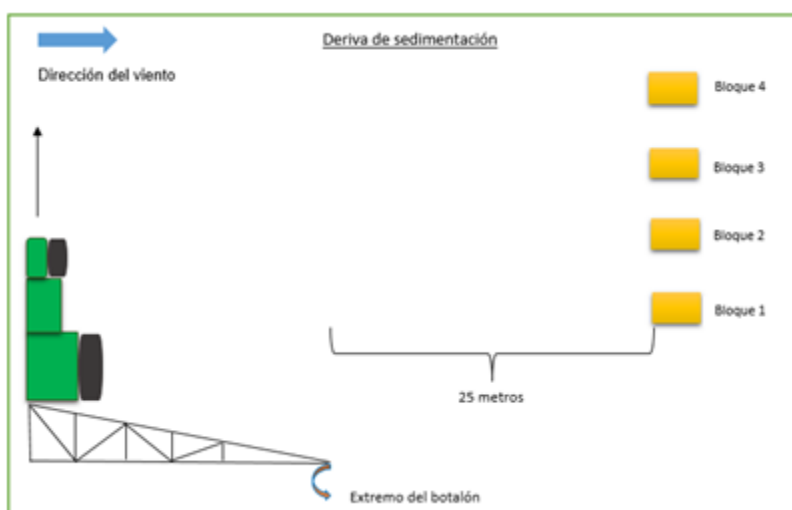 Deriva de sedimentación
Dirección del viento
Bloque 4
Bloque 3
Bloque 2
Bloque 1
25 metros
Extremo del botalón